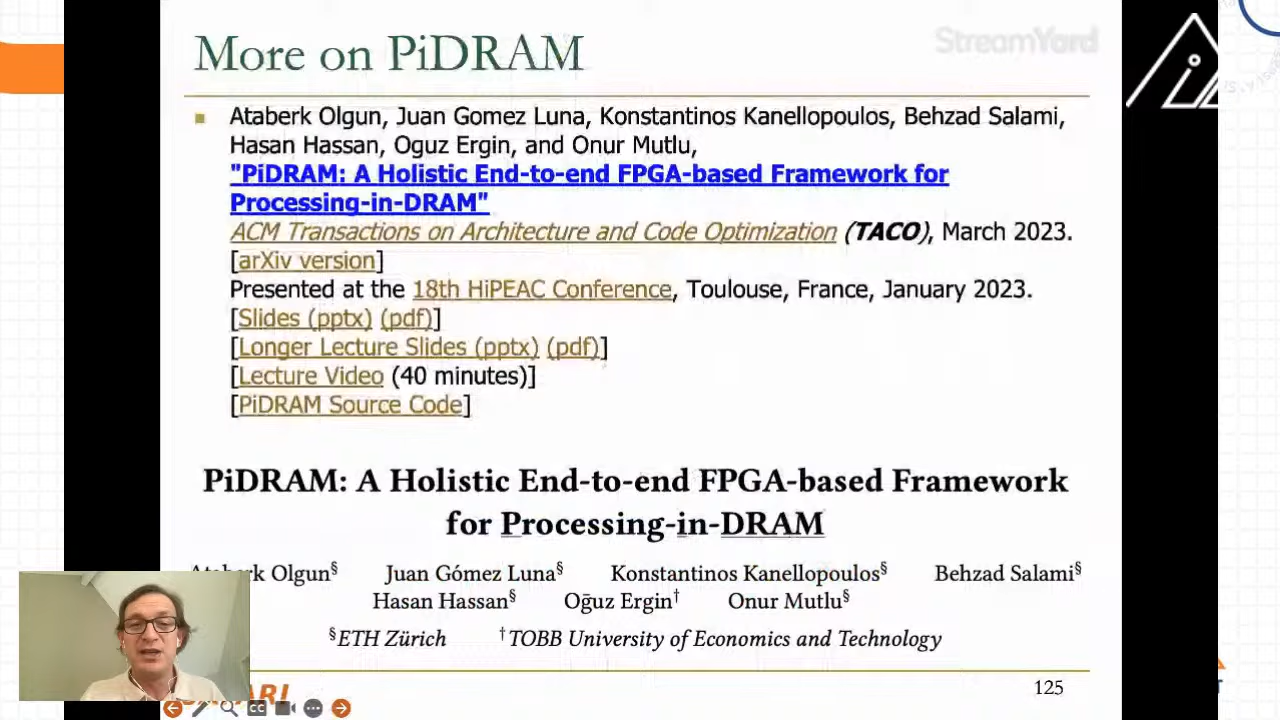 More on PiDRAM
StreamYard
Ataberk Olgun, Juan Gomez Luna, Konstantinos Kanellopoulos, Behzad Salami,
Hasan Hassan, Oguz Ergin, and Onur Mutlu,
"PiDRAM: A Holistic End-to-end FPGA-based Framework for
Processing-in-DRAM"
ACM Transactions on Architecture and Code Optimization (TACO), March 2023.
[arXiv version]
Presented at the 18th HiPEAC Conference, Toulouse, France, January 2023.
[Slides (pptx) (pdf)]
[Longer Lecture Slides (pptx) (pdf)]
[Lecture Video (40 minutes)]
[PiDRAM Source Code]
PiDRAM: A Holistic End-to-end FPGA-based Framework
for Processing-in-DRAM
Olgun§ Juan Gómez Luna§ Konstantinos Kanellopoulos§ Behzad Salami§
Hasan Hassan§ Oğuz Ergin† Onur Mutlu§
§ETH Zürich †TOBB University of Economics and Technology
125
CC